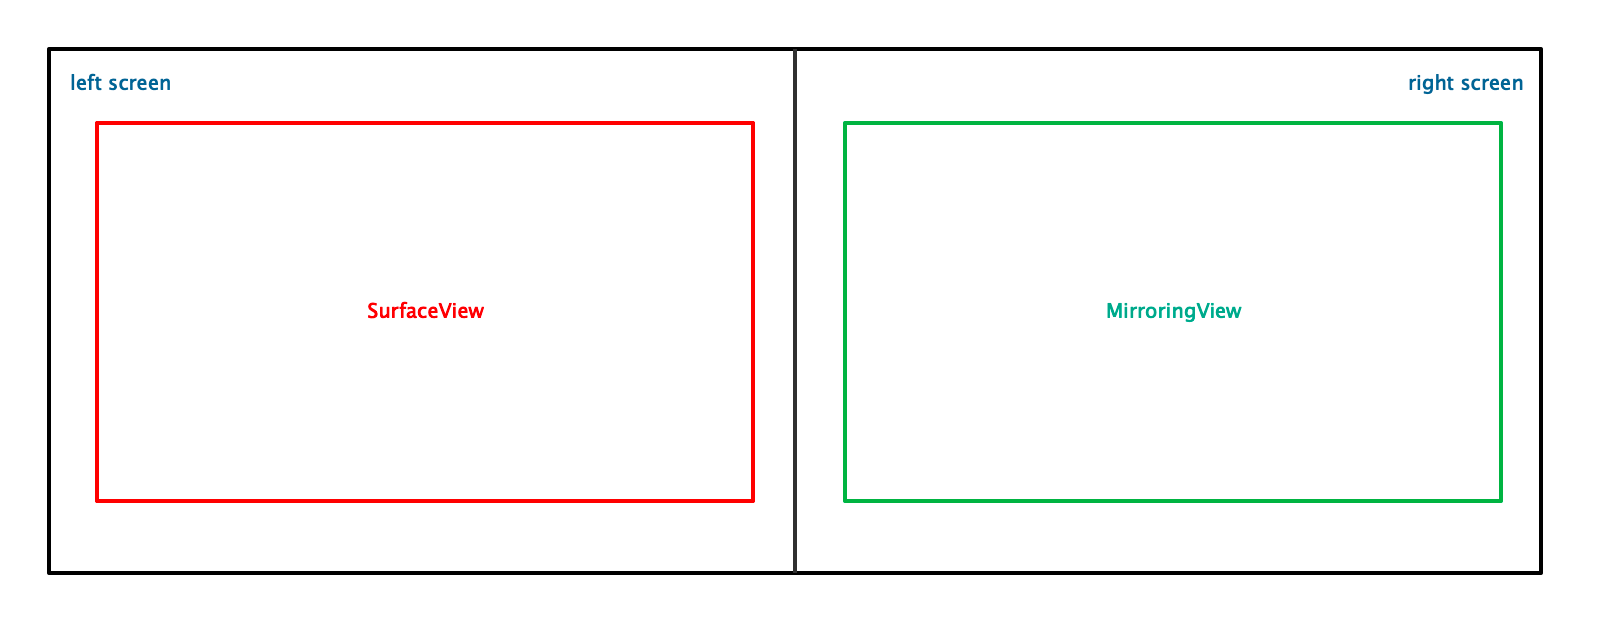 left screen
right screen
SurfaceView
MirroringView